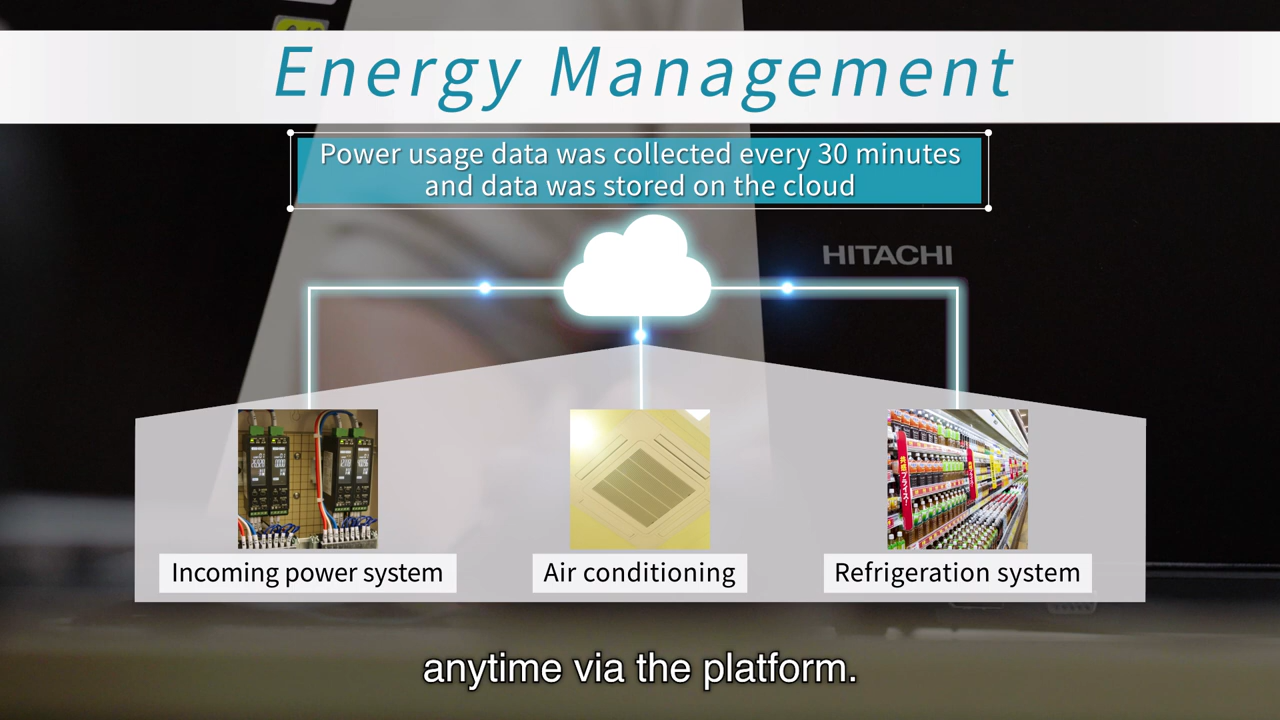 Energy Management
Power usage data was collected every 30 minutes
and data was stored on the cloud
HITACHI
Incoming power system
Air conditioning
Refrigeration system
anytime via the platform.